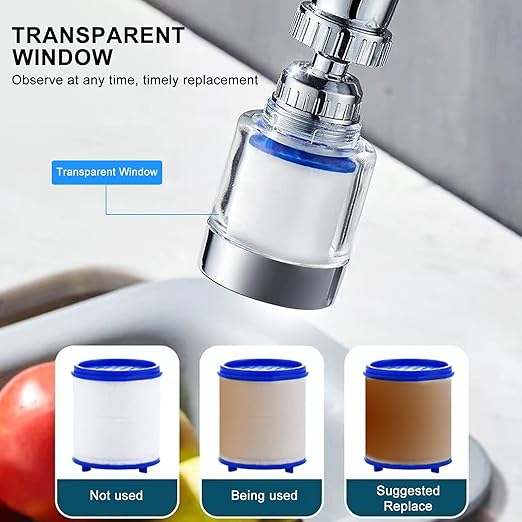 TRANSPARENT
WINDOW
Observe at any time, timely replacement
Transparent Window
Not used
Being used
Suggested
Replace